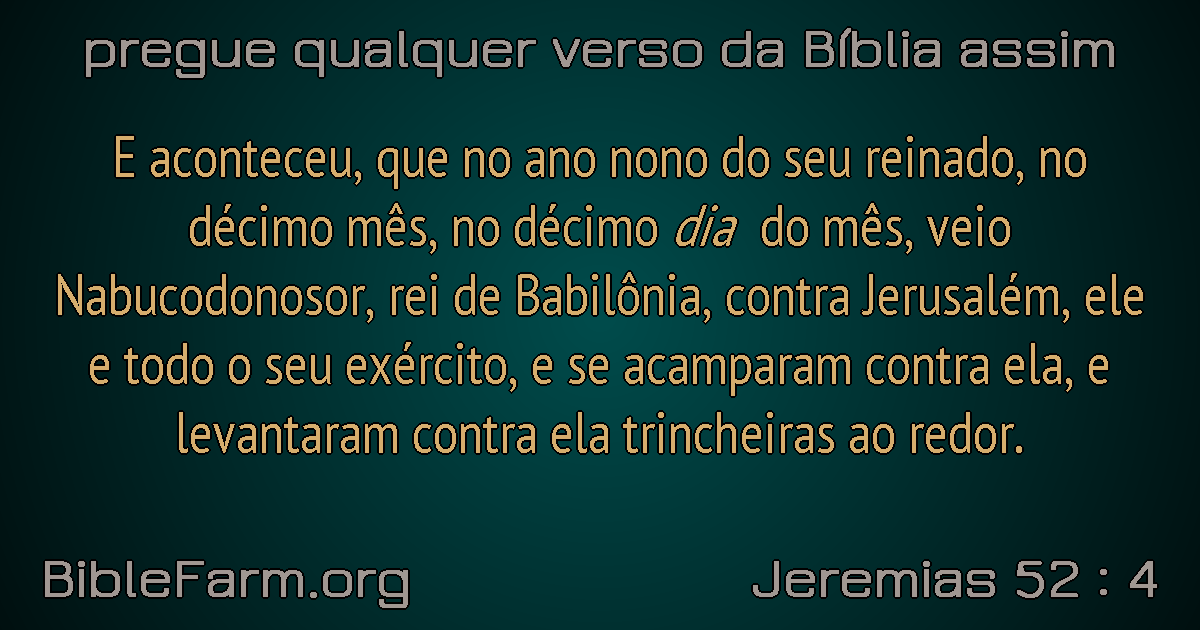 pregue qualquer verso da Bíblia assim
E aconteceu, que no ano nono do seu reinado, no
décimo mês, no décimo dia do mês, veio
Nabucodonosor, rei de Babilônia, contra Jerusalém, ele
e todo o seu exército, e se acamparam contra ela, e
levantaram contra ela trincheiras ao redor.
BibleFarm.org
Jeremias 52 : 4